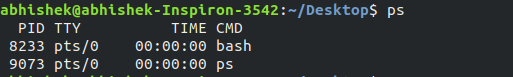 abhishek@abhishek-Inspiron-3542:~/Desktop$ ps
PID TTY TIME CMD
8233 pts/0 00:00:00 bash
9073 pts/0 00:00:00 ps